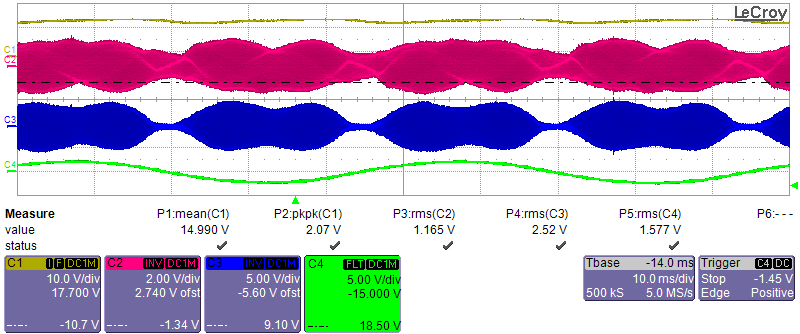 LeCroy
C1
C2
C3
C4
Measure P1:mean(C1) P2:pkpk(C1) P3:rms(C2) P4:rms(C3) P5:rms(C4) P6:---
value 14.990 V 2.07 V 1.165 V 2.52 V 1.577 V
status
C1 F DC1M C2 INV DC1M C3 INV DC1M C4 FLT DC1M Tbase -14.0 ms Trigger C4 DC
10.0 V/div 2.00 V/div 5.00 V/div 5.00 V/div 10.0 ms/div Stop -1.45 V
17.700 V 2.740 V ofst -5.60 V ofst -15.000 V 500 kS 5.0 MS/s Edge Positive
-10.7 V -1.34 V 9.10 V 18.50 V